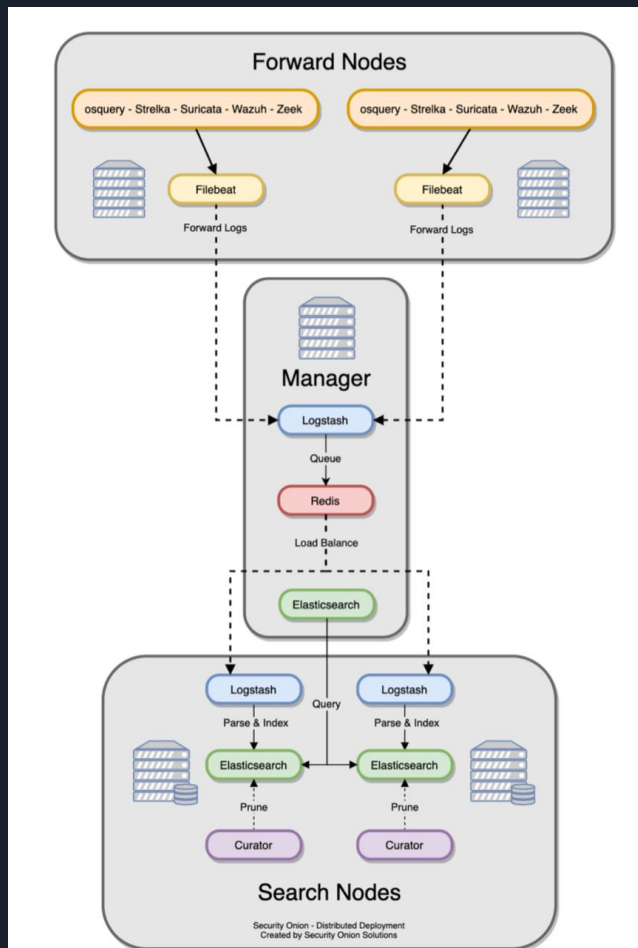 Forward Nodes
osquery - Strelka - Suricata - Wazuh - Zeek
osquery - Strelka - Suricata - Wazuh - Zeek
Filebeat
Filebeat
Forward Logs
Forward Logs
Manager
Logstash
Queue
Redis
Load Balance
Elasticsearch
Logstash
Logstash
Query
Parse & Index
Parse & Index
Elasticsearch
Elasticsearch
Prune
Prune
Curator
Curator
Search Nodes
Security Onion - Distributed Deployment
Created by Security Onion Solutions